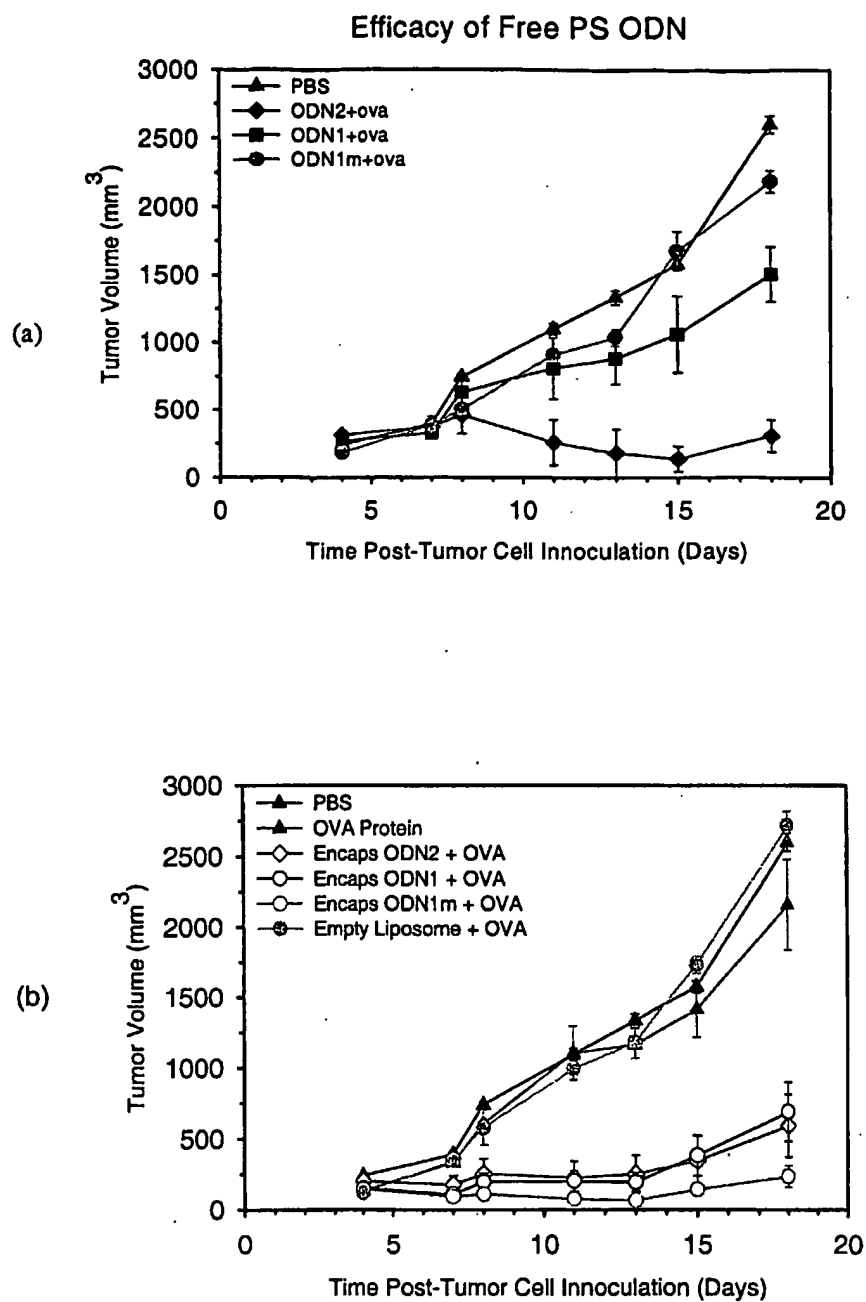 Efficacy of Free PS ODN
(a)
Tumor Volume (mm³)
3000
2500
2000
1500
1000
500
0
PBS
ODN2+ova
ODN1+ova
ODN1m+ova
0 5 10 15 20
Time Post-Tumor Cell Innoculation (Days)
(b)
Tumor Volume (mm³)
3000
2500
2000
1500
1000
500
0
PBS
OVA Protein
Encaps ODN2 + OVA
Encaps ODN1 + OVA
Encaps ODN1m + OVA
Empty Liposome + OVA
0 5 10 15 20
Time Post-Tumor Cell Innoculation (Days)